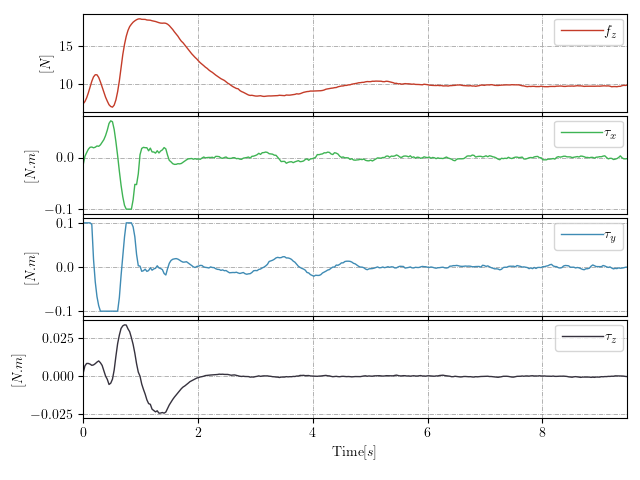 f_z
15
10
[N]
τ_x
0.0
−0.1
[N.m]
τ_y
0.1
0.0
−0.1
[N.m]
τ_z
0.025
0.000
−0.025
[N.m]
0 2 4 6 8
Time[s]